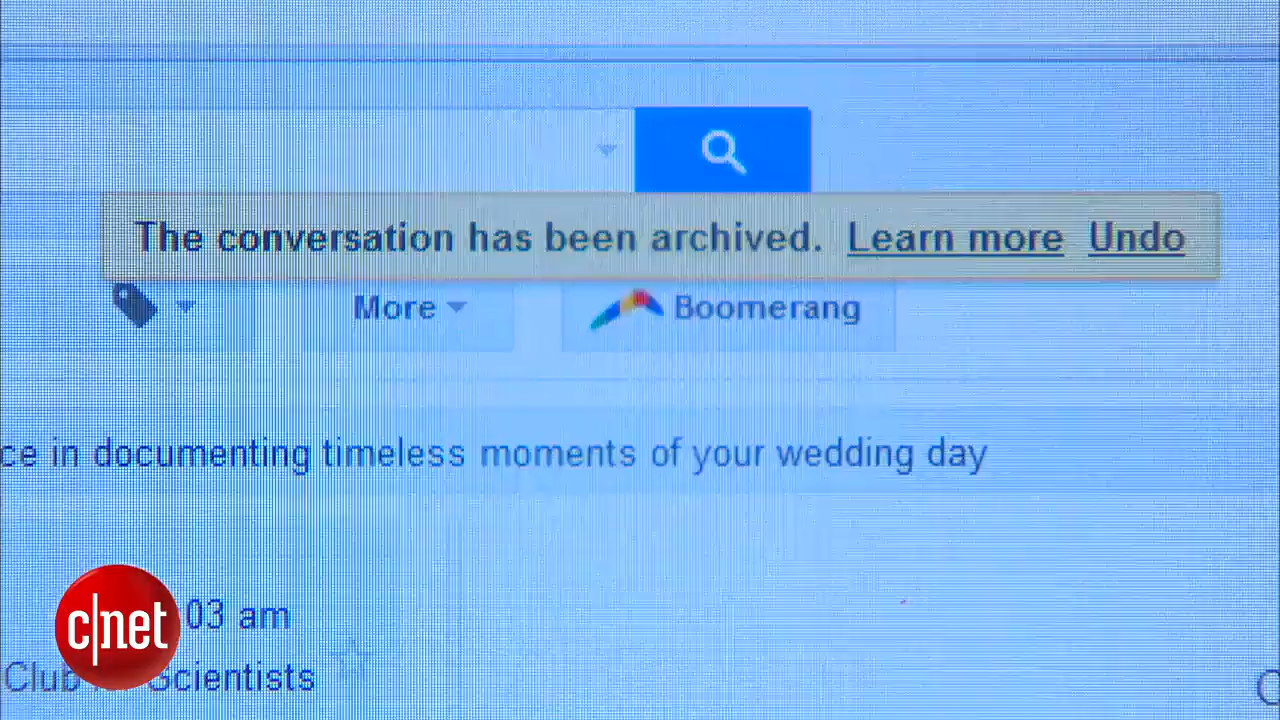 The conversation has been archived. Learn more Undo
More Boomerang
ce in documenting timeless moments of your wedding day
03 am
Club Scientists
c|net